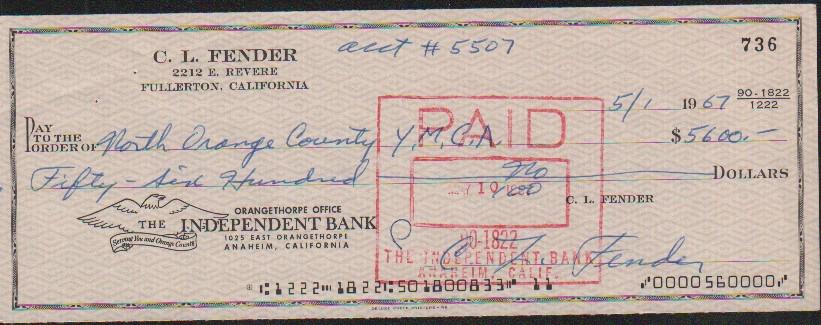 C. L. FENDER
2212 E. REVERE
FULLERTON, CALIFORNIA
acct # 5507
736
5/1 1967
90-1822
1222
PAY TO THE ORDER OF North Orange County Y.M.C.A. $5600.-
Fifty-six Hundred no/100 DOLLARS
PAID
C. L. FENDER
ORANGETHORPE OFFICE
THE INDEPENDENT BANK
1025 EAST ORANGETHORPE
ANAHEIM, CALIFORNIA
Serving You and Orange County
90-1822
THE INDEPENDENT BANK
ANAHEIM, CALIF.
C. L. Fender
⑆1222⑉1822⑆501800833⑈ 11 ⑇0000560000⑇